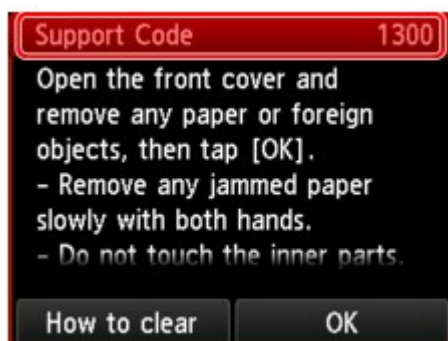 Support Code 1300
Open the front cover and
remove any paper or foreign
objects, then tap [OK].
– Remove any jammed paper
slowly with both hands.
– Do not touch the inner parts.
How to clear OK